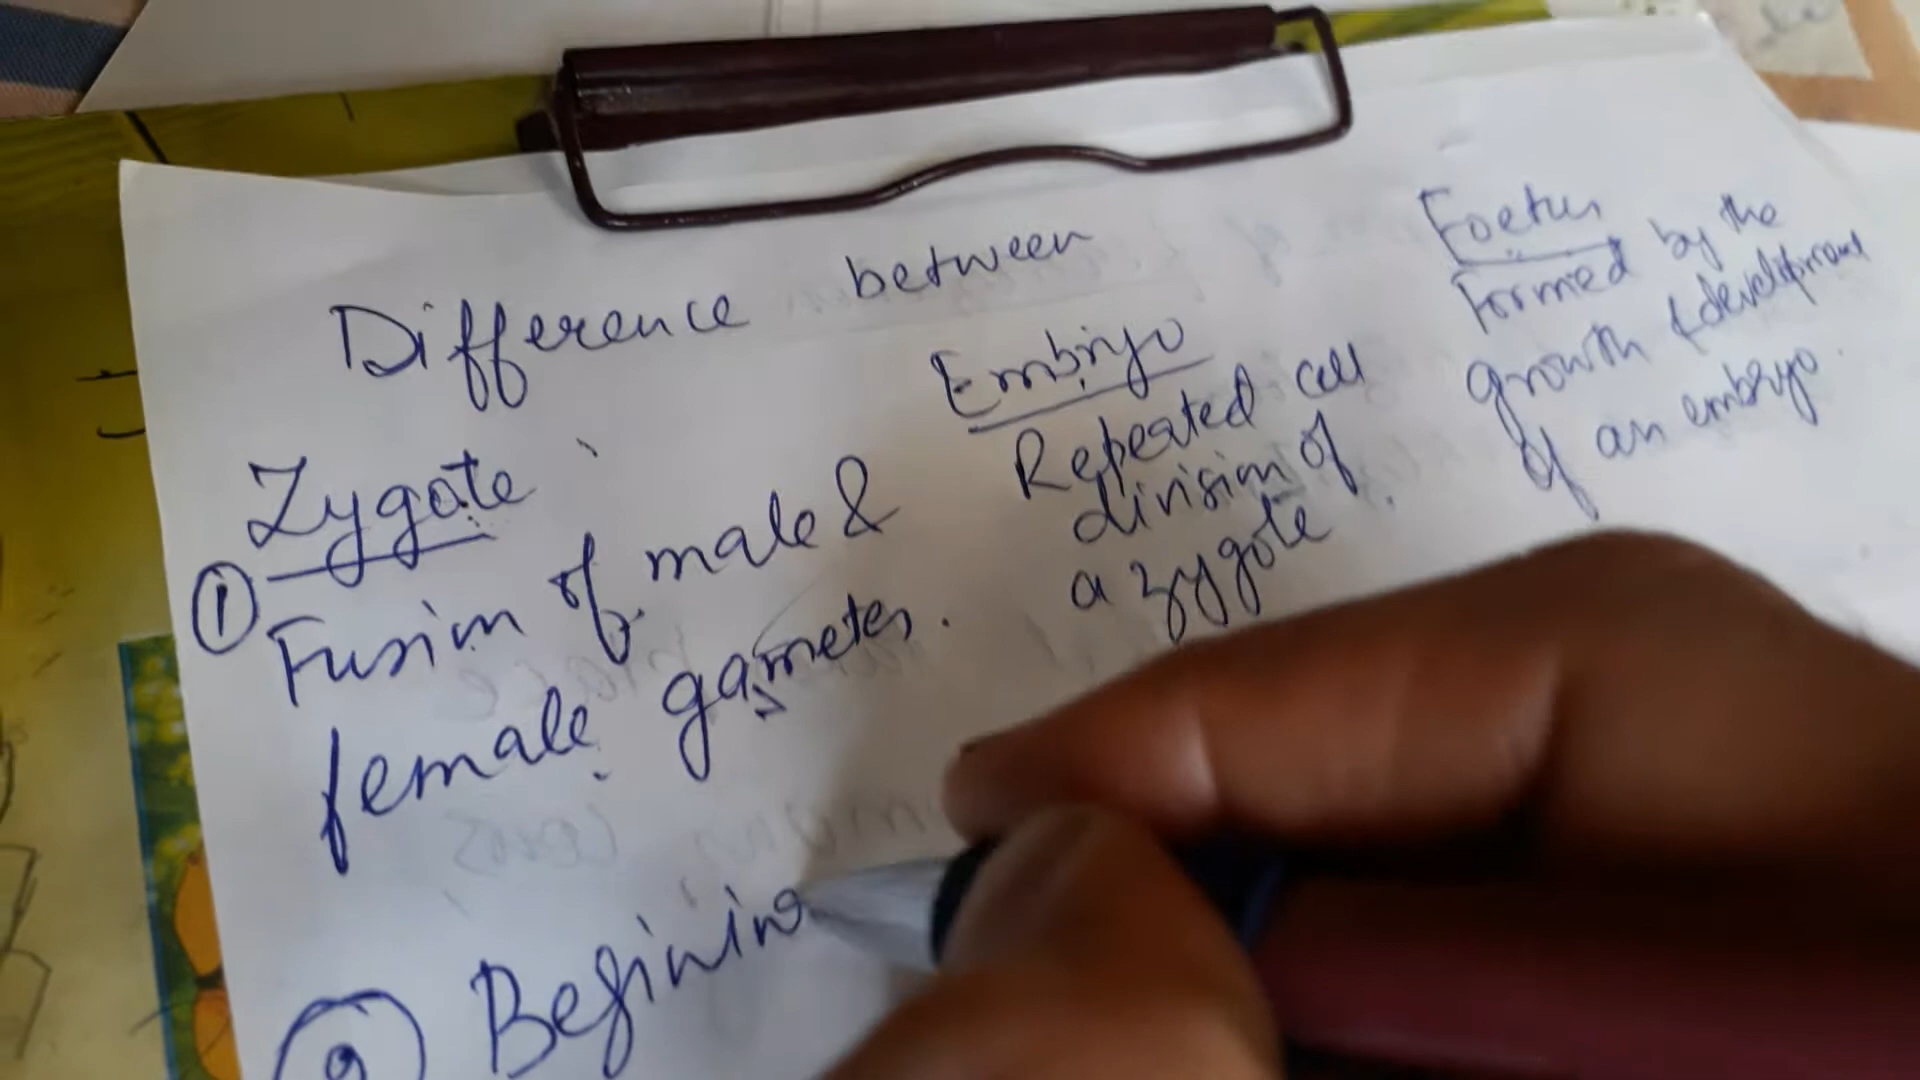 Difference between
Zygote
① Fusion of male &
female gametes.
② Beginin
Embryo
Repeated cell
division of
a zygote
Foetus
Formed by the
growth & development
of an embryo.